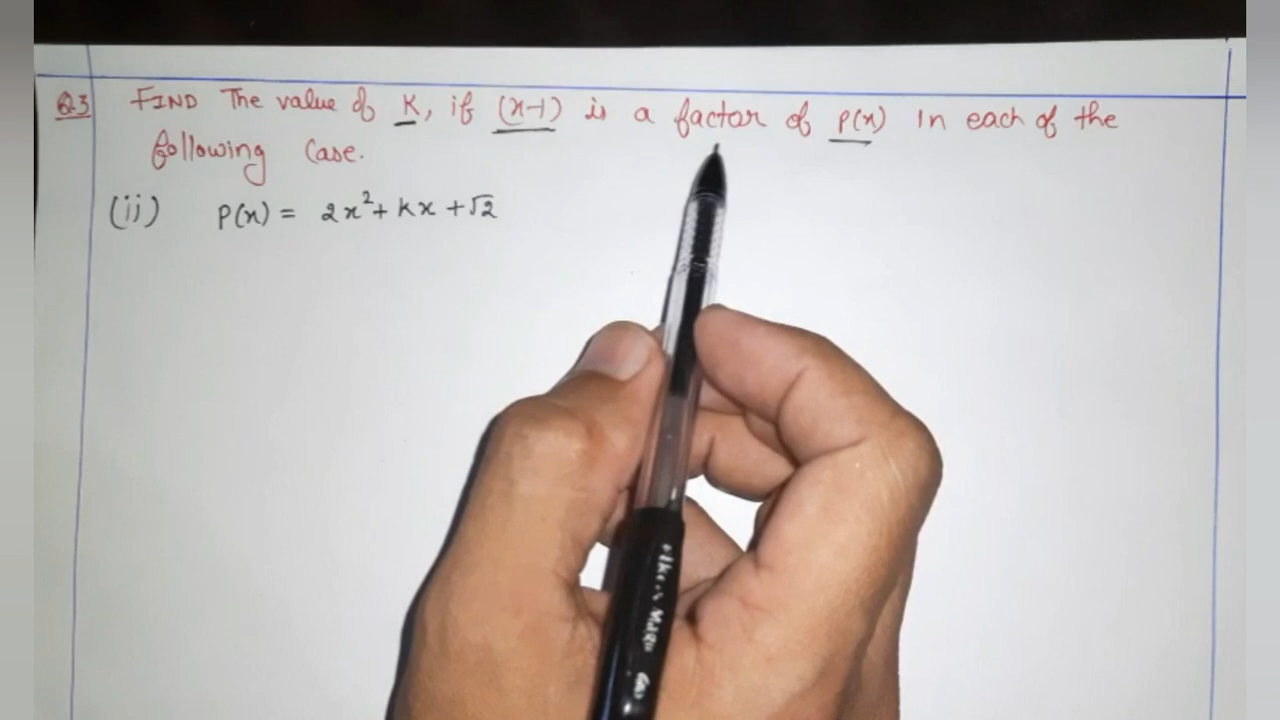 Q3 FIND The value of K, if (x-1) is a factor of p(x) in each of the
following Case.
(ii) P(x) = 2x²+ kx +√2